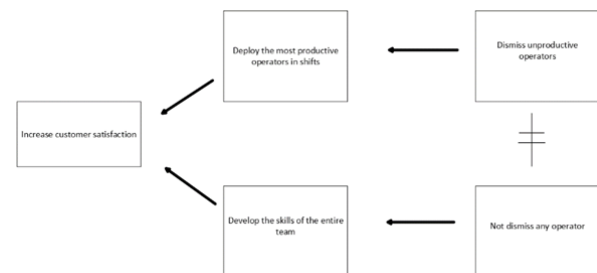 Deploy the most productive
operators in shifts
Dismiss unproductive
operators
Increase customer satisfaction
Develop the skills of the entire
team
Not dismiss any operator